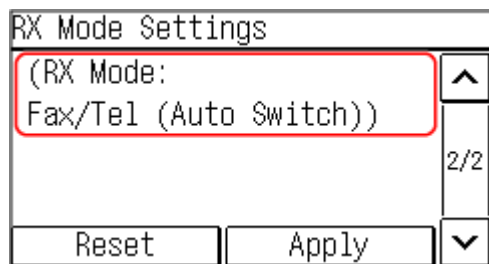 RX Mode Settings
(RX Mode:
Fax/Tel (Auto Switch))
2/2
Reset
Apply